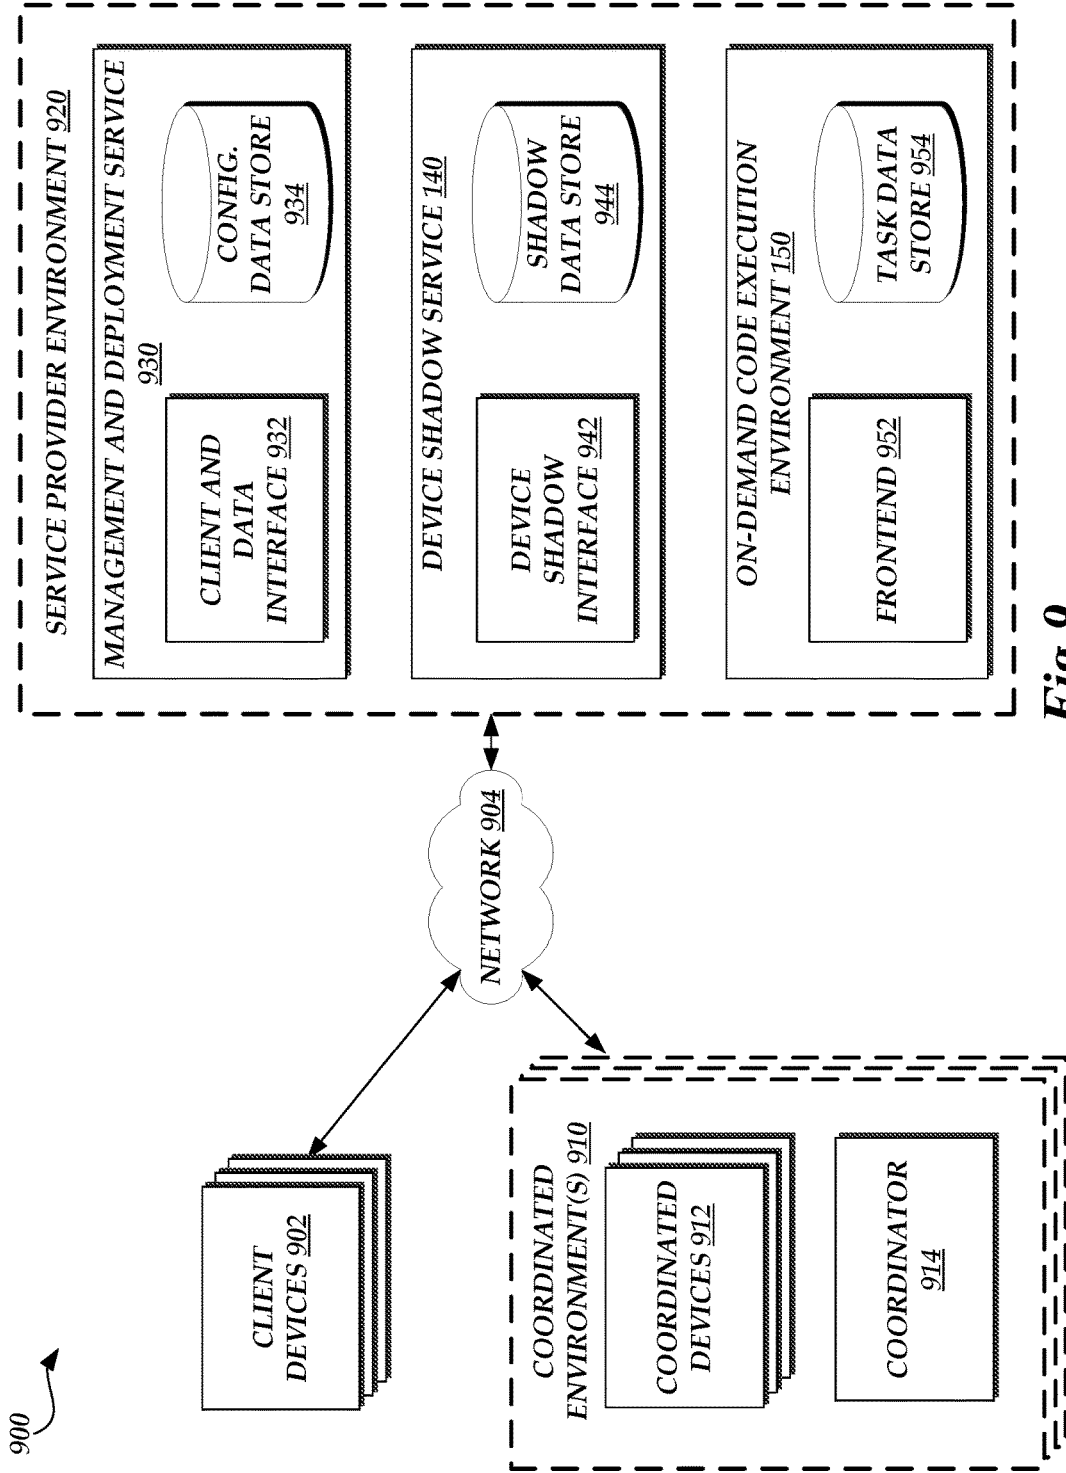 900
CLIENT
DEVICES 902
COORDINATED
ENVIRONMENT(S) 910
COORDINATED
DEVICES 912
COORDINATOR
914
NETWORK 904
SERVICE PROVIDER ENVIRONMENT 920
MANAGEMENT AND DEPLOYMENT SERVICE
930
CLIENT AND
DATA
INTERFACE 932
CONFIG.
DATA STORE
934
DEVICE SHADOW SERVICE 140
DEVICE
SHADOW
INTERFACE 942
SHADOW
DATA STORE
944
ON-DEMAND CODE EXECUTION
ENVIRONMENT 150
FRONTEND 952
TASK DATA
STORE 954
Fig.9